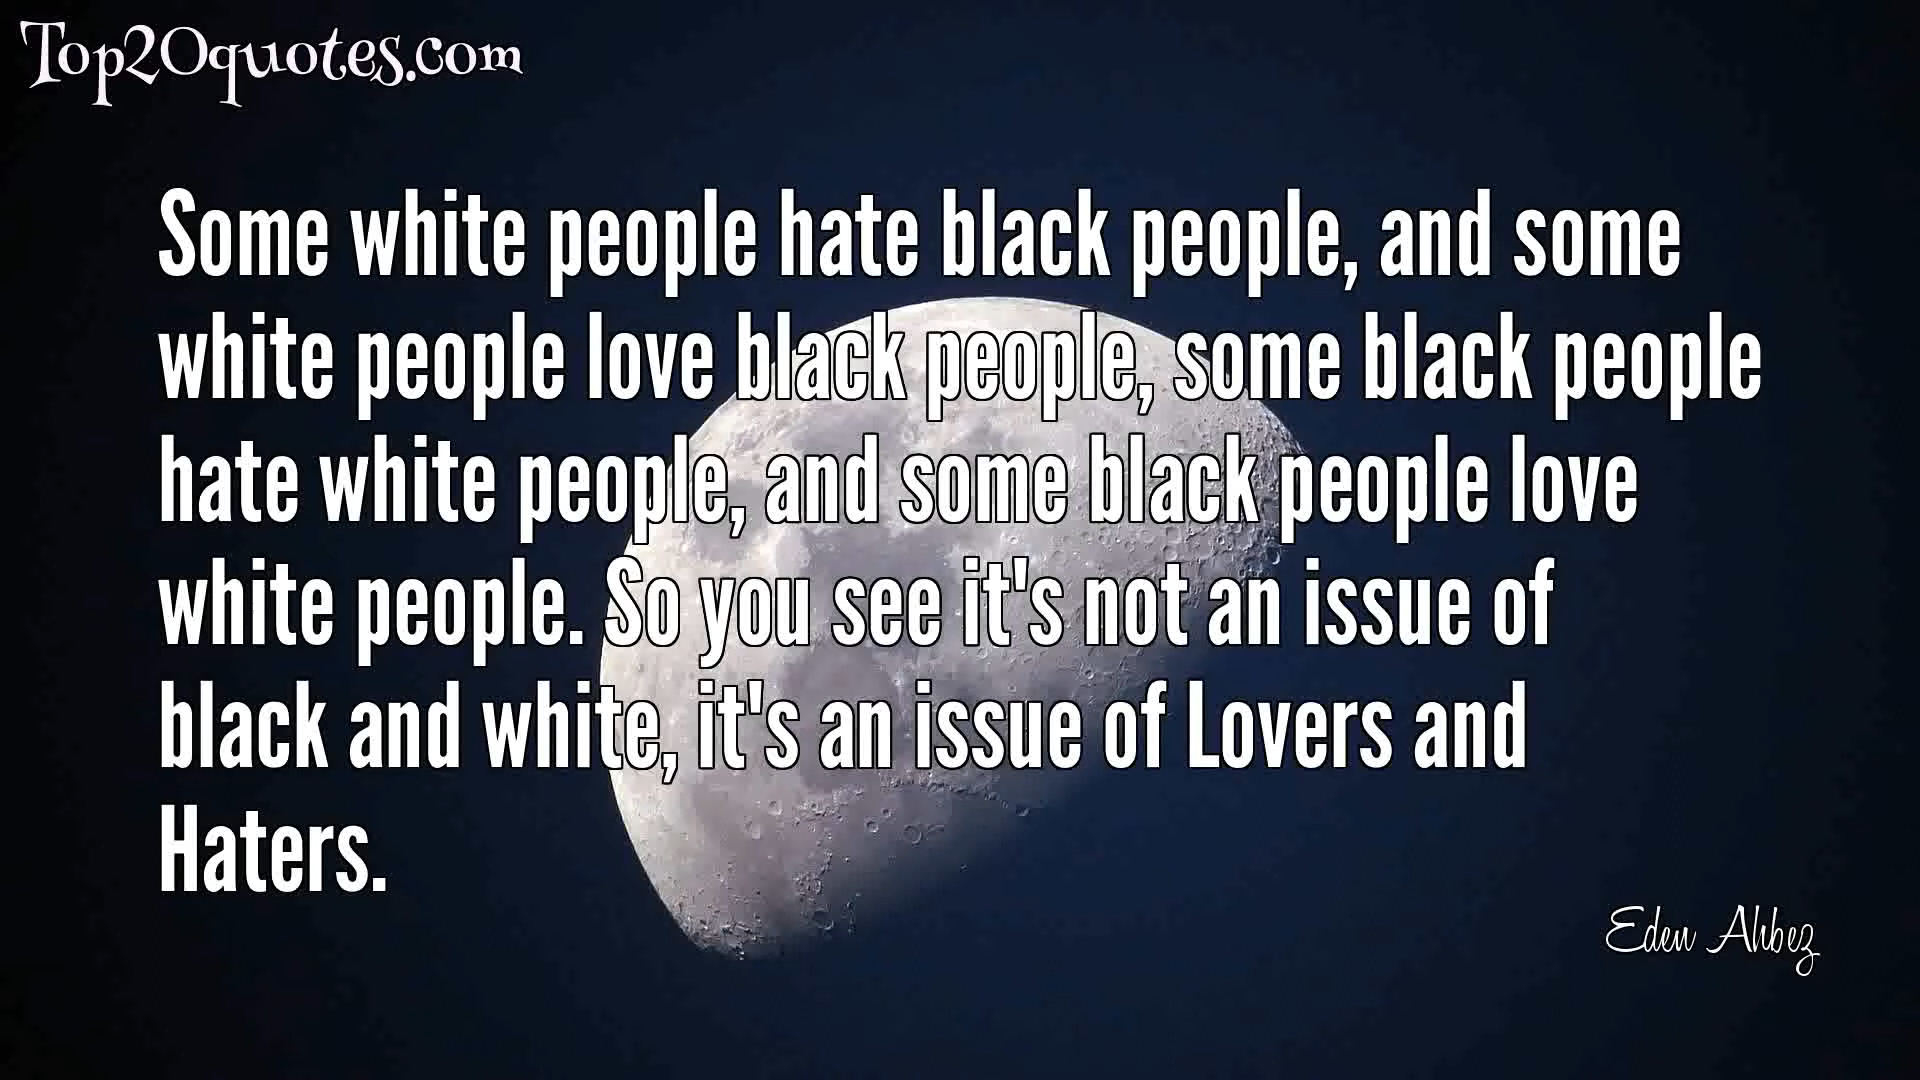 Top20quotes.com
Some white people hate black people, and some
white people love black people, some black people
hate white people, and some black people love
white people. So you see it's not an issue of
black and white, it's an issue of Lovers and
Haters.
Eden Ahbez